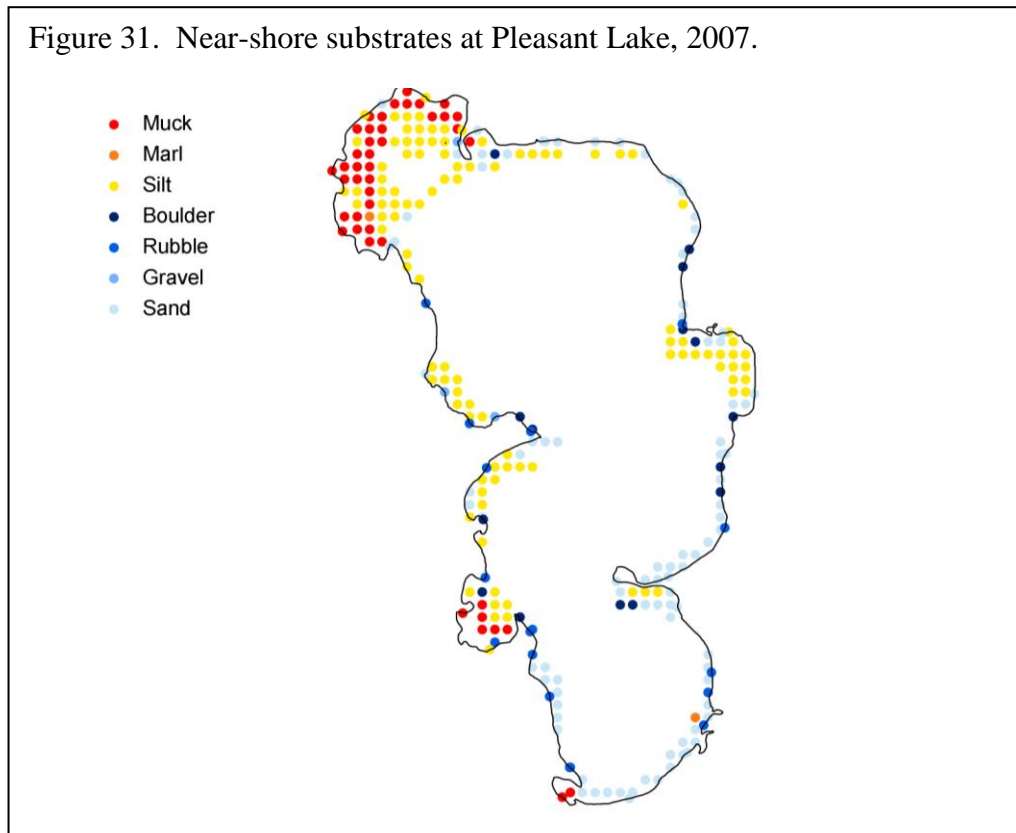 Figure 31.  Near-shore substrates at Pleasant Lake, 2007.
Muck
Marl
Silt
Boulder
Rubble
Gravel
Sand